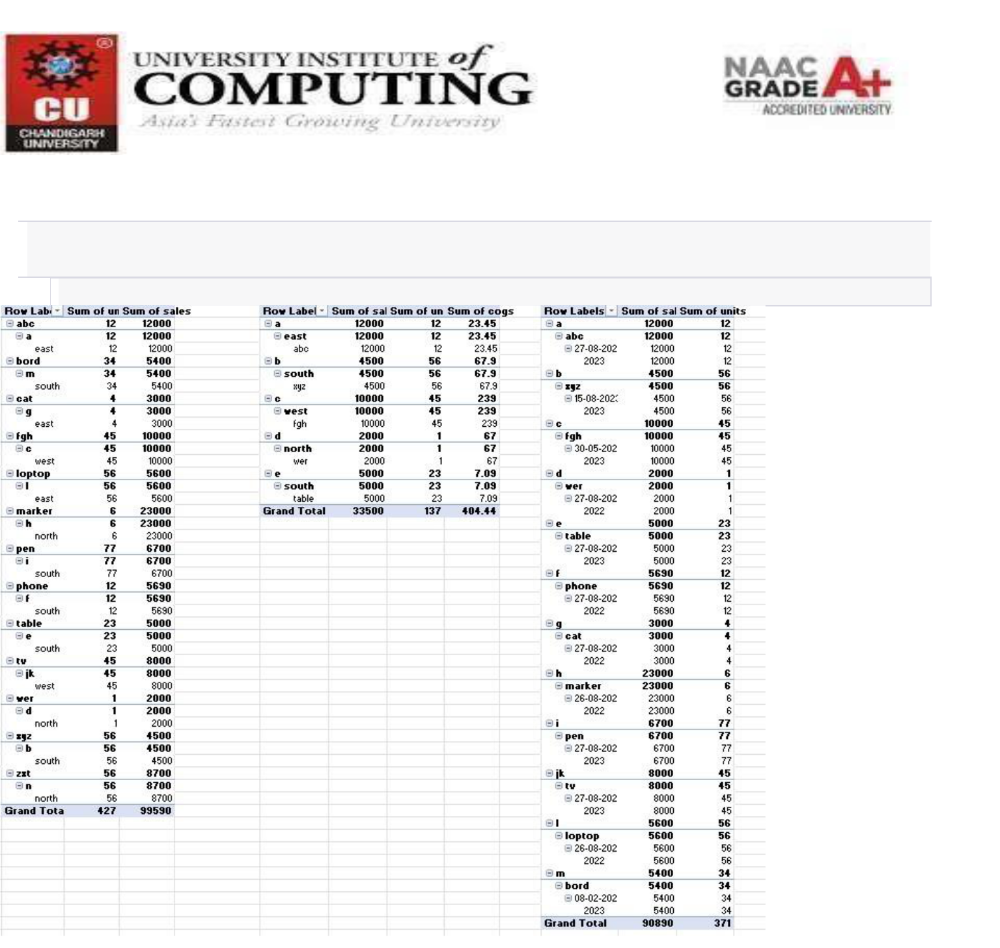 ®
CU
CHANDIGARH
UNIVERSITY
UNIVERSITY INSTITUTE of
COMPUTING
Asia's Fastest Growing University
NAAC
GRADE A+
ACCREDITED UNIVERSITY
Row Lab Sum of un Sum of sales
abc 12 12000
a 12 12000
east 12 12000
bord 34 5400
m 34 5400
south 34 5400
cat 4 3000
g 4 3000
east 4 3000
fgh 45 10000
c 45 10000
west 45 10000
loptop 56 5600
l 56 5600
east 56 5600
marker 6 23000
h 6 23000
north 6 23000
pen 77 6700
i 77 6700
south 77 6700
phone 12 5690
f 12 5690
south 12 5690
table 23 5000
e 23 5000
south 23 5000
tv 45 8000
jk 45 8000
west 45 8000
wer 1 2000
d 1 2000
north 1 2000
xyz 56 4500
b 56 4500
south 56 4500
zxt 56 8700
n 56 8700
north 56 8700
Grand Tota 427 99590
Row Label Sum of sal Sum of un Sum of cogs
a 12000 12 23.45
east 12000 12 23.45
abc 12000 12 23.45
b 4500 56 67.9
south 4500 56 67.9
xyz 4500 56 67.9
c 10000 45 239
west 10000 45 239
fgh 10000 45 239
d 2000 1 67
north 2000 1 67
wer 2000 1 67
e 5000 23 7.09
south 5000 23 7.09
table 5000 23 7.09
Grand Total 33500 137 404.44
Row Labels Sum of sal Sum of units
a 12000 12
abc 12000 12
27-08-202 12000 12
2023 12000 12
b 4500 56
xyz 4500 56
15-08-202 4500 56
2023 4500 56
c 10000 45
fgh 10000 45
30-05-202 10000 45
2023 10000 45
d 2000 1
wer 2000 1
27-08-202 2000 1
2022 2000 1
e 5000 23
table 5000 23
27-08-202 5000 23
2023 5000 23
f 5690 12
phone 5690 12
27-08-202 5690 12
2022 5690 12
g 3000 4
cat 3000 4
27-08-202 3000 4
2022 3000 4
h 23000 6
marker 23000 6
26-08-202 23000 6
2022 23000 6
i 6700 77
pen 6700 77
27-08-202 6700 77
2023 6700 77
jk 8000 45
tv 8000 45
27-08-202 8000 45
2023 8000 45
l 5600 56
loptop 5600 56
26-08-202 5600 56
2022 5600 56
m 5400 34
bord 5400 34
08-02-202 5400 34
2023 5400 34
Grand Total 90890 371